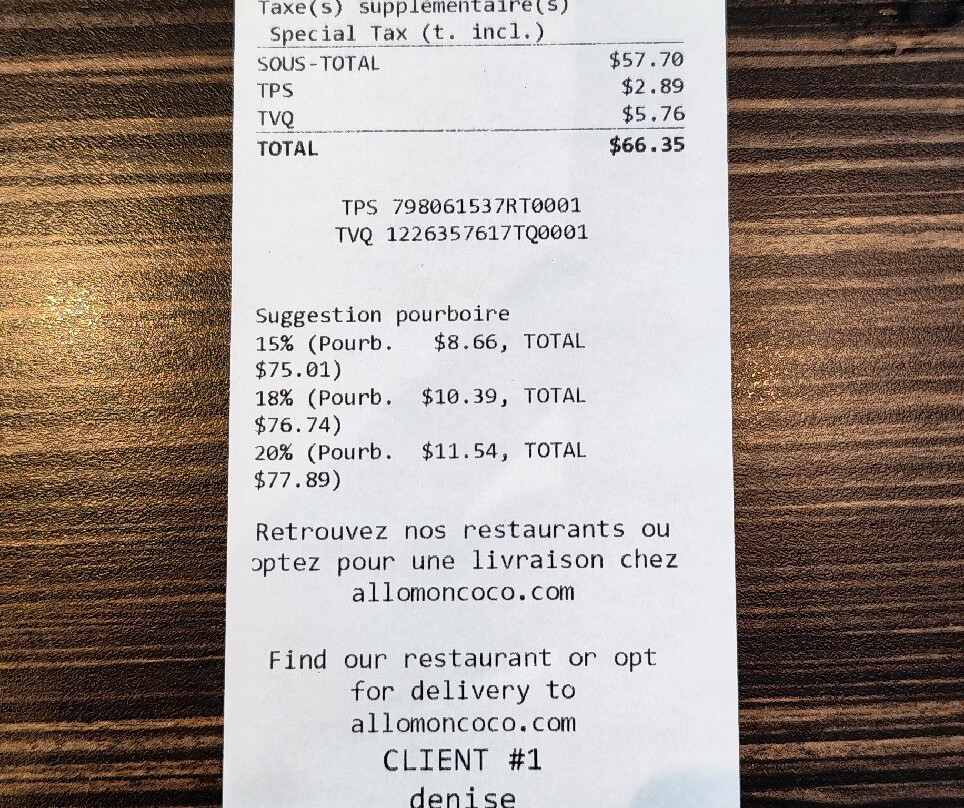 Taxe(s) supplémentaire(s)
Special Tax (t. incl.)
SOUS-TOTAL $57.70
TPS $2.89
TVQ $5.76
TOTAL $66.35
TPS 798061537RT0001
TVQ 1226357617TQ0001
Suggestion pourboire
15% (Pourb. $8.66, TOTAL
$75.01)
18% (Pourb. $10.39, TOTAL
$76.74)
20% (Pourb. $11.54, TOTAL
$77.89)
Retrouvez nos restaurants ou
optez pour une livraison chez
allomoncoco.com
Find our restaurant or opt
for delivery to
allomoncoco.com
CLIENT #1
denise